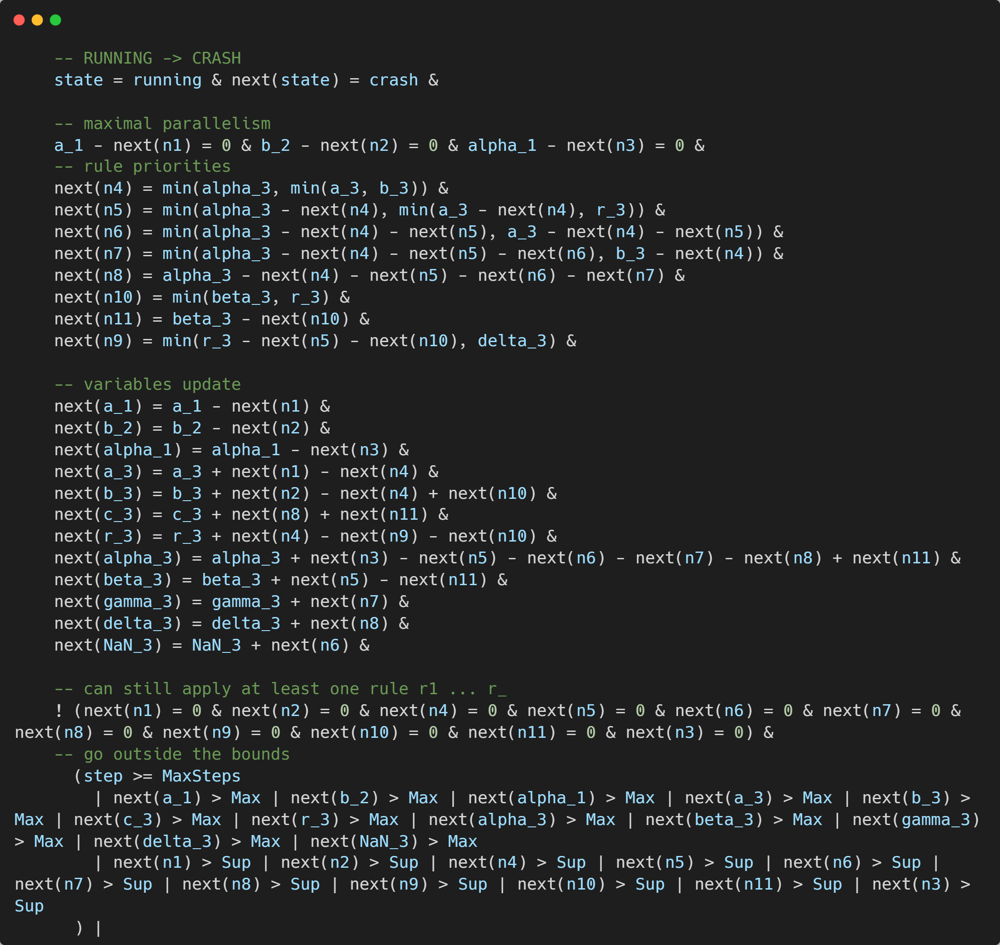 -- RUNNING -> CRASH
state = running & next(state) = crash &
-- maximal parallelism
a_1 - next(n1) = 0 & b_2 - next(n2) = 0 & alpha_1 - next(n3) = 0 &
-- rule priorities
next(n4) = min(alpha_3, min(a_3, b_3)) &
next(n5) = min(alpha_3 - next(n4), min(a_3 - next(n4), r_3)) &
next(n6) = min(alpha_3 - next(n4) - next(n5), a_3 - next(n4) - next(n5)) &
next(n7) = min(alpha_3 - next(n4) - next(n5) - next(n6), b_3 - next(n4)) &
next(n8) = alpha_3 - next(n4) - next(n5) - next(n6) - next(n7) &
next(n10) = min(beta_3, r_3) &
next(n11) = beta_3 - next(n10) &
next(n9) = min(r_3 - next(n5) - next(n10), delta_3) &
-- variables update
next(a_1) = a_1 - next(n1) &
next(b_2) = b_2 - next(n2) &
next(alpha_1) = alpha_1 - next(n3) &
next(a_3) = a_3 + next(n1) - next(n4) &
next(b_3) = b_3 + next(n2) - next(n4) + next(n10) &
next(c_3) = c_3 + next(n8) + next(n11) &
next(r_3) = r_3 + next(n4) - next(n9) - next(n10) &
next(alpha_3) = alpha_3 + next(n3) - next(n5) - next(n6) - next(n7) - next(n8) + next(n11) &
next(beta_3) = beta_3 + next(n5) - next(n11) &
next(gamma_3) = gamma_3 + next(n7) &
next(delta_3) = delta_3 + next(n8) &
next(NaN_3) = NaN_3 + next(n6) &
-- can still apply at least one rule r1 ... r_
! (next(n1) = 0 & next(n2) = 0 & next(n4) = 0 & next(n5) = 0 & next(n6) = 0 & next(n7) = 0 &
next(n8) = 0 & next(n9) = 0 & next(n10) = 0 & next(n11) = 0 & next(n3) = 0) &
-- go outside the bounds
(step >= MaxSteps
| next(a_1) > Max | next(b_2) > Max | next(alpha_1) > Max | next(a_3) > Max | next(b_3) >
Max | next(c_3) > Max | next(r_3) > Max | next(alpha_3) > Max | next(beta_3) > Max | next(gamma_3)
> Max | next(delta_3) > Max | next(NaN_3) > Max
| next(n1) > Sup | next(n2) > Sup | next(n4) > Sup | next(n5) > Sup | next(n6) > Sup |
next(n7) > Sup | next(n8) > Sup | next(n9) > Sup | next(n10) > Sup | next(n11) > Sup | next(n3) >
Sup
) |